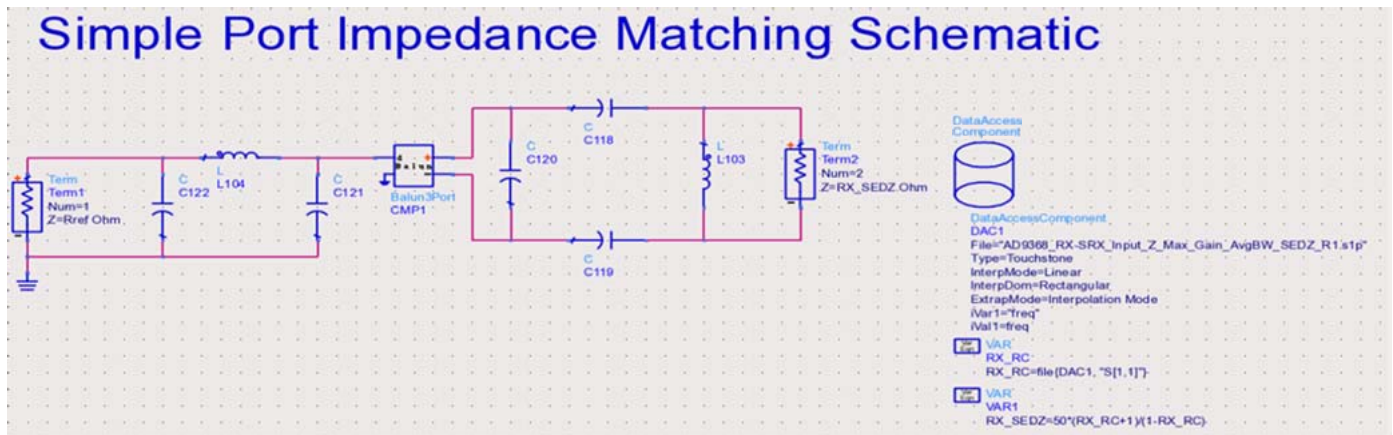 Simple Port Impedance Matching Schematic
Term
Term1
Num=1
Z=Rref Ohm
C
C122
L
L104
C
C121
Balun3Port
CMP1
C
C120
C
C118
C
C119
L
L103
Term
Term2
Num=2
Z=RX_SEDZ Ohm
DataAccess
Component
DataAccessComponent
DAC1
File="AD9368_RX-SRX_Input_Z_Max_Gain_AvgBW_SEDZ_R1.s1p"
Type=Touchstone
InterpMode=Linear
InterpDom=Rectangular
ExtrapMode=Interpolation Mode
iVar1="freq"
iVal1=freq
VAR
RX_RC
RX_RC=file{DAC1, "S[1,1]"}
VAR
VAR1
RX_SEDZ=50*(RX_RC+1)/(1-RX_RC)